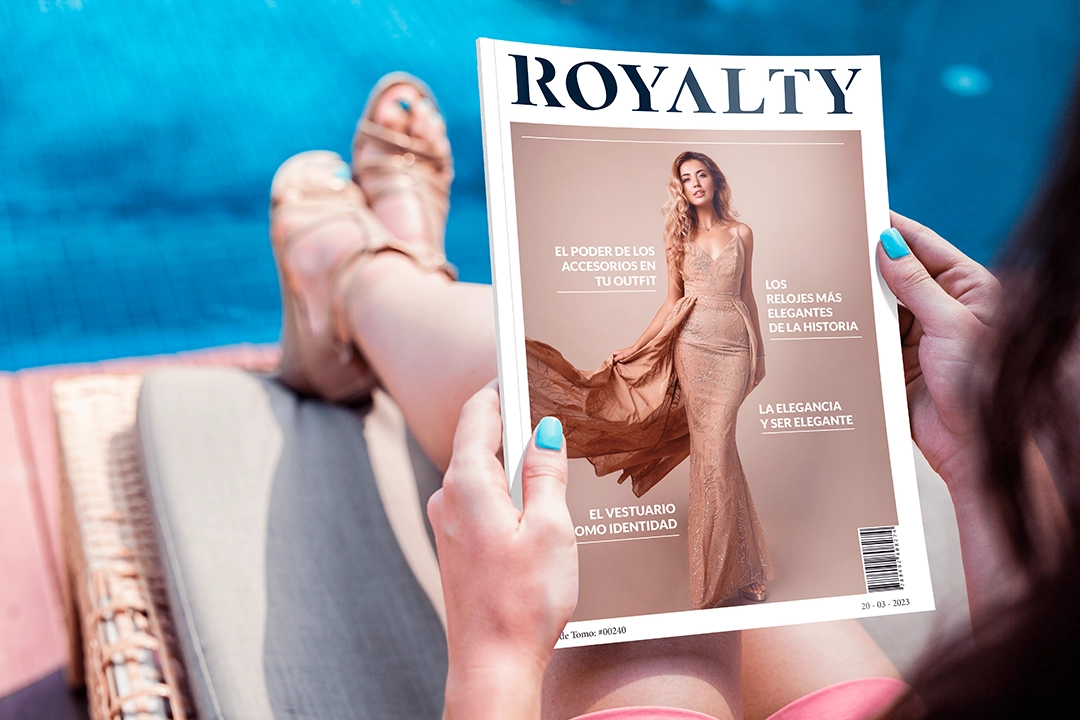 ROYALTY
EL PODER DE LOS
ACCESORIOS EN
TU OUTFIT
LOS
RELOJES MÁS
ELEGANTES
DE LA HISTORIA
LA ELEGANCIA
Y SER ELEGANTE
EL VESTUARIO
OMO IDENTIDAD
20 - 03 - 2023
de Tomo: #00240